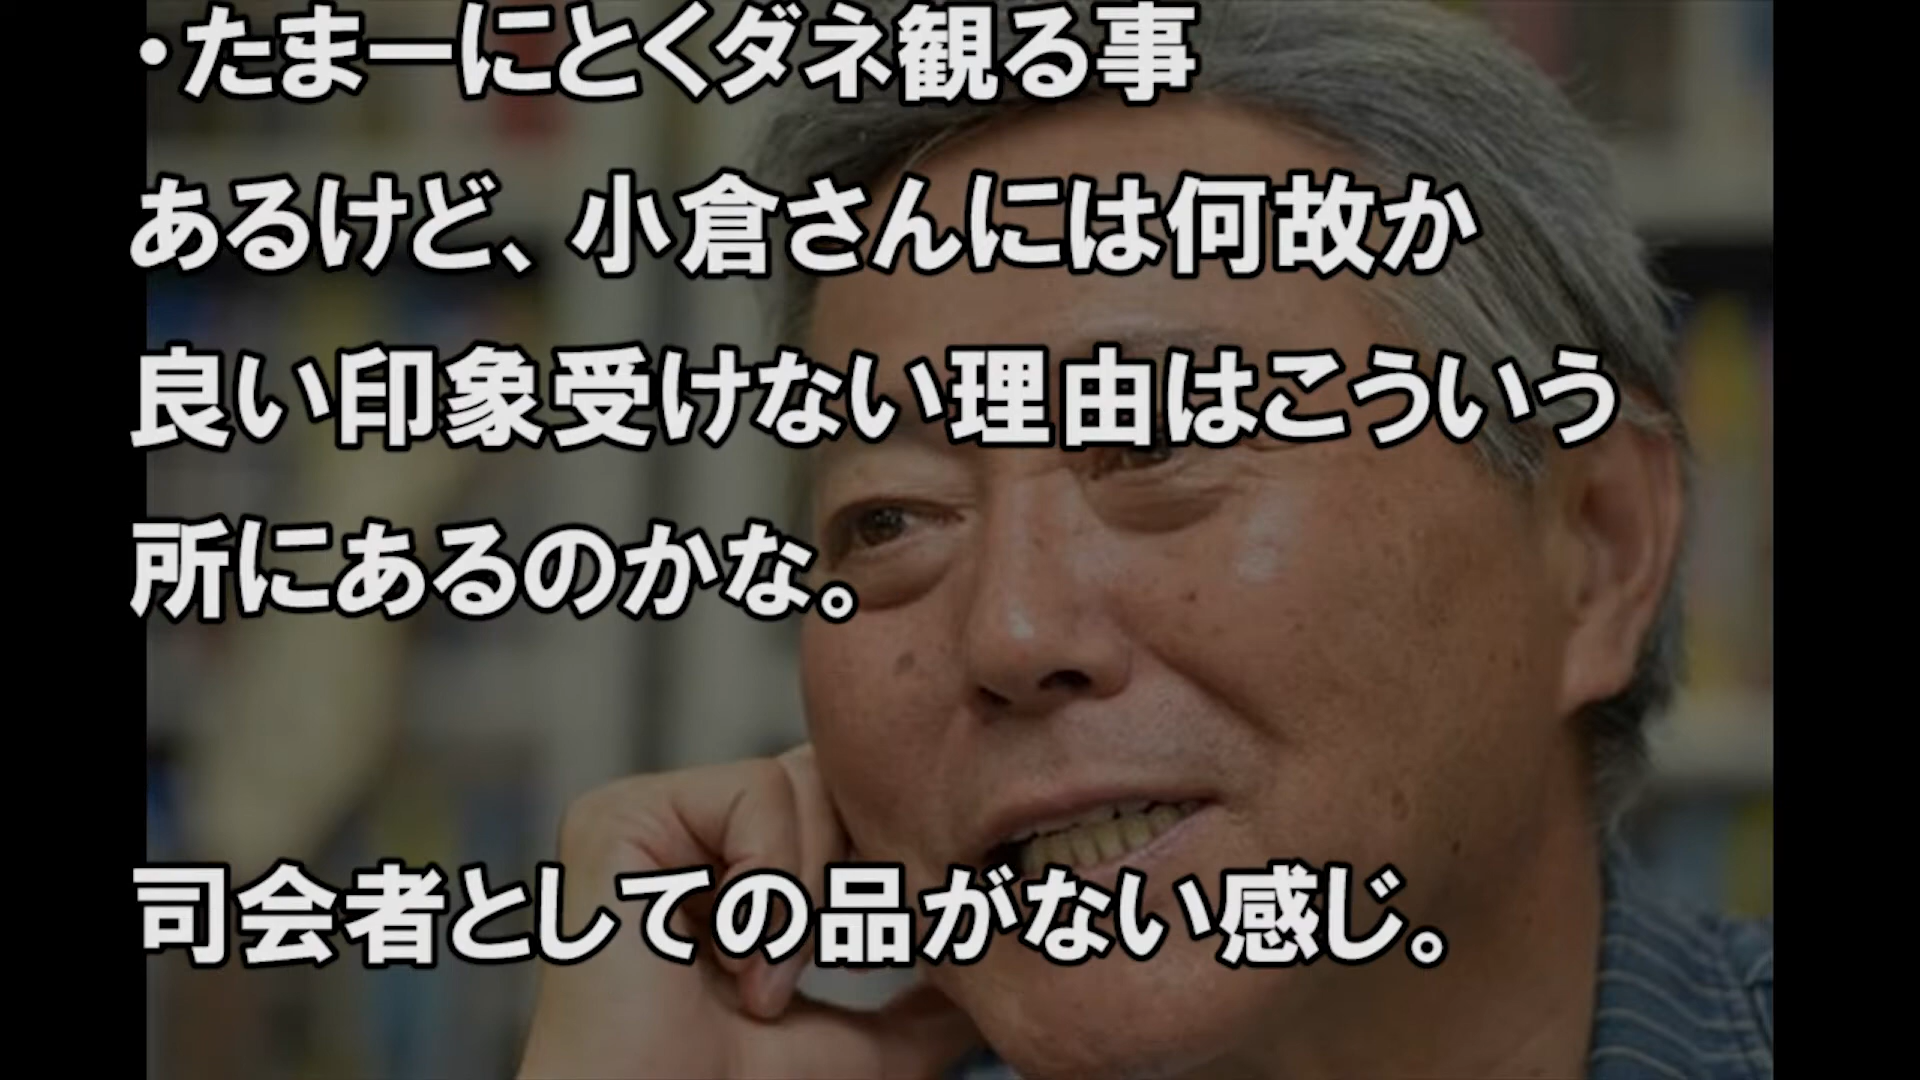 ・たまーにとくダネ観る事
あるけど、小倉さんには何故か
良い印象受けない理由はこういう
所にあるのかな。
司会者としての品がない感じ。